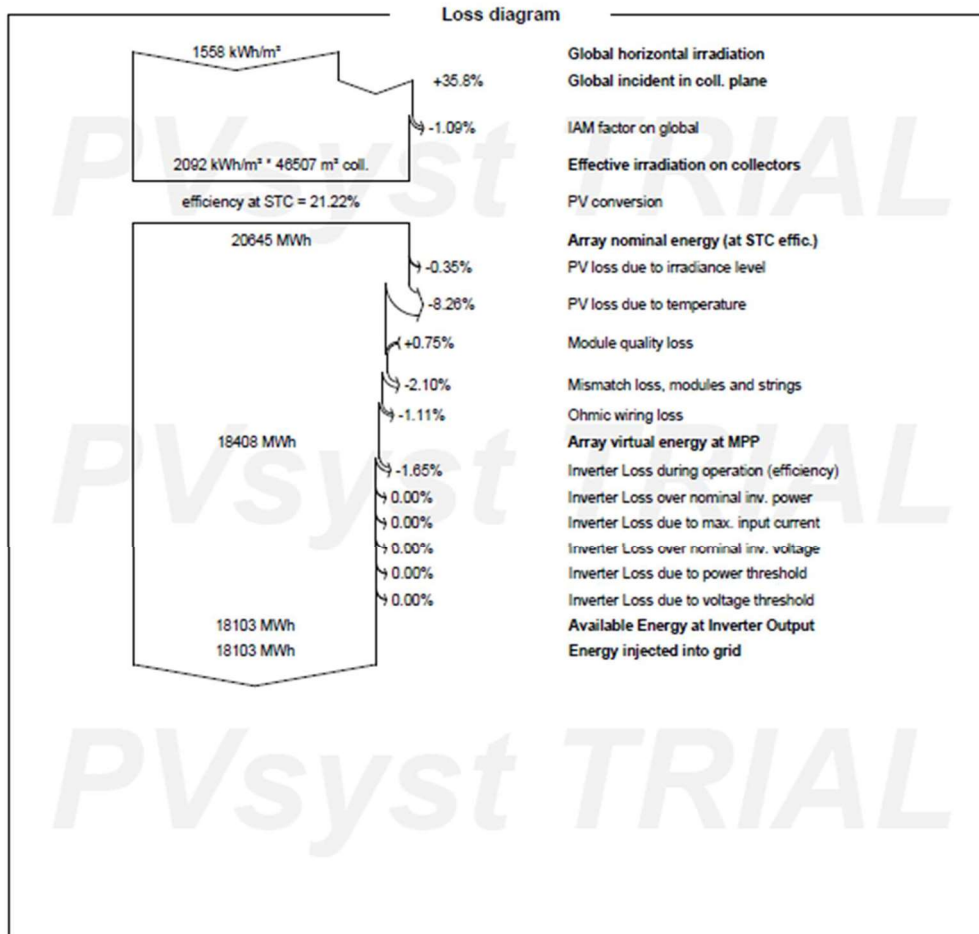 Loss diagram
1558 kWh/m² Global horizontal irradiation
+35.8% Global incident in coll. plane
-1.09% IAM factor on global
2092 kWh/m² * 46507 m² coll. Effective irradiation on collectors
efficiency at STC = 21.22% PV conversion
20645 MWh Array nominal energy (at STC effic.)
-0.35% PV loss due to irradiance level
-8.26% PV loss due to temperature
+0.75% Module quality loss
-2.10% Mismatch loss, modules and strings
-1.11% Ohmic wiring loss
18408 MWh Array virtual energy at MPP
-1.65% Inverter Loss during operation (efficiency)
0.00% Inverter Loss over nominal inv. power
0.00% Inverter Loss due to max. input current
0.00% Inverter Loss over nominal inv. voltage
0.00% Inverter Loss due to power threshold
0.00% Inverter Loss due to voltage threshold
18103 MWh Available Energy at Inverter Output
18103 MWh Energy injected into grid
PVsyst TRIAL
PVsyst TRIAL
PVsyst TRIAL